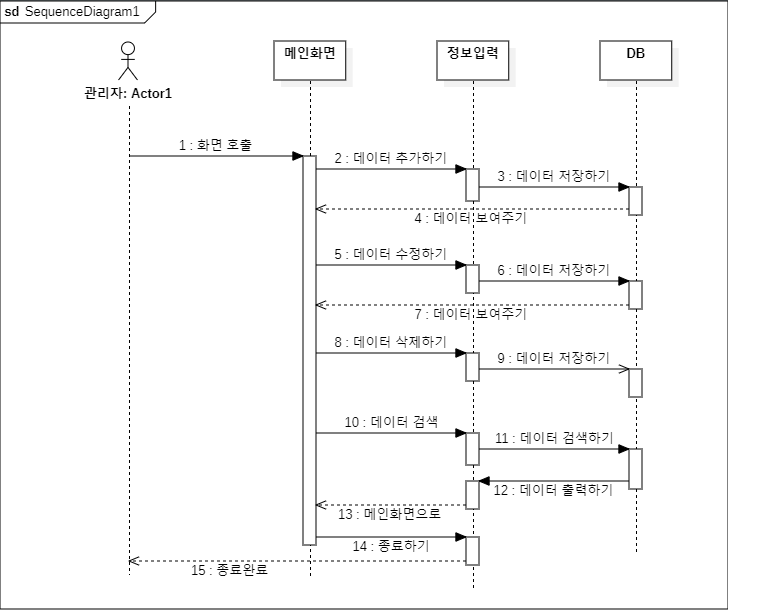 sd SequenceDiagram1
관리자: Actor1
메인화면
정보입력
DB
1 : 화면 호출
2 : 데이터 추가하기
3 : 데이터 저장하기
4 : 데이터 보여주기
5 : 데이터 수정하기
6 : 데이터 저장하기
7 : 데이터 보여주기
8 : 데이터 삭제하기
9 : 데이터 저장하기
10 : 데이터 검색
11 : 데이터 검색하기
12 : 데이터 출력하기
13 : 메인화면으로
14 : 종료하기
15 : 종료완료